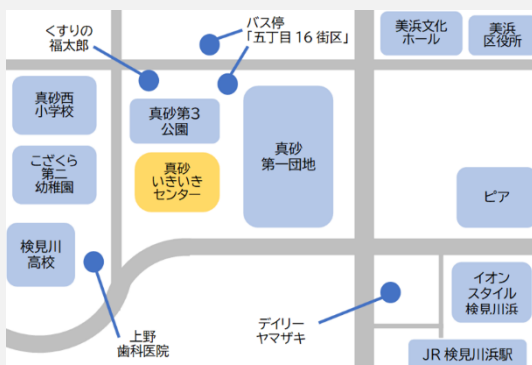 くすりの
福太郎
バス停
「五丁目16街区」
美浜文化
ホール
美浜
区役所
真砂西
小学校
真砂第3
公園
真砂
第一団地
こざくら
第二
幼稚園
真砂
いきいき
センター
ピア
検見川
高校
イオン
スタイル
検見川浜
上野
歯科医院
デイリー
ヤマザキ
JR 検見川浜駅